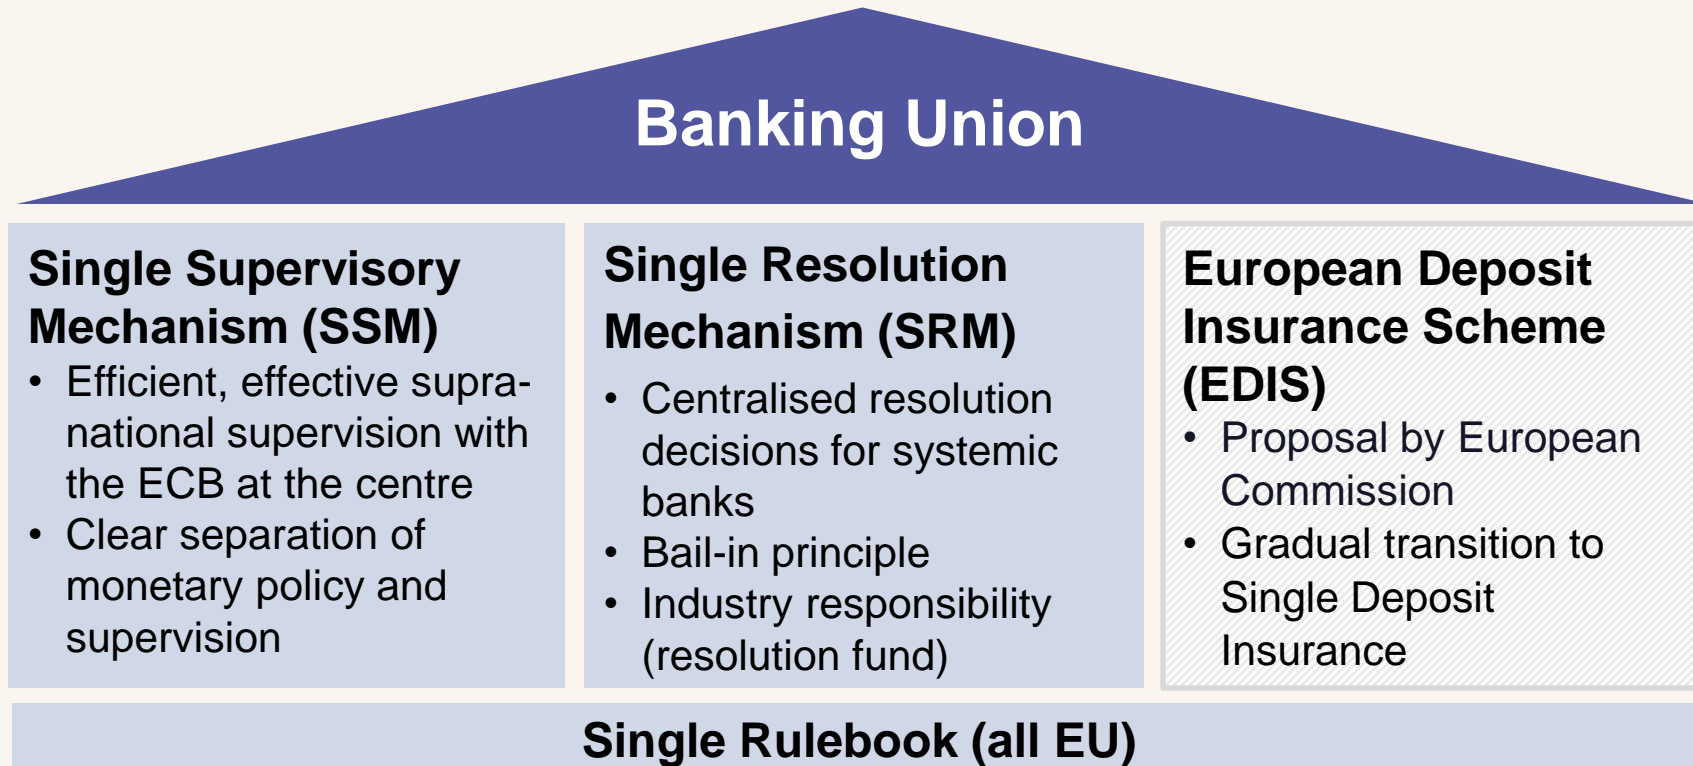 Banking Union
Single Supervisory
Mechanism (SSM)
• Efficient, effective supra-
national supervision with
the ECB at the centre
• Clear separation of
monetary policy and
supervision
Single Resolution
Mechanism (SRM)
• Centralised resolution
decisions for systemic
banks
• Bail-in principle
• Industry responsibility
(resolution fund)
European Deposit
Insurance Scheme
(EDIS)
• Proposal by European
Commission
• Gradual transition to
Single Deposit
Insurance
Single Rulebook (all EU)